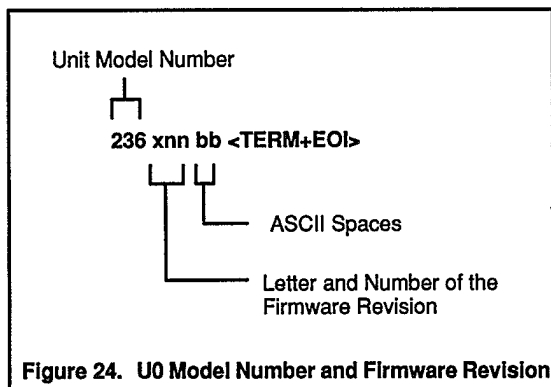 Unit Model Number
236 xnn bb <TERM+EOI>
ASCII Spaces
Letter and Number of the
Firmware Revision
Figure 24. U0 Model Number and Firmware Revision